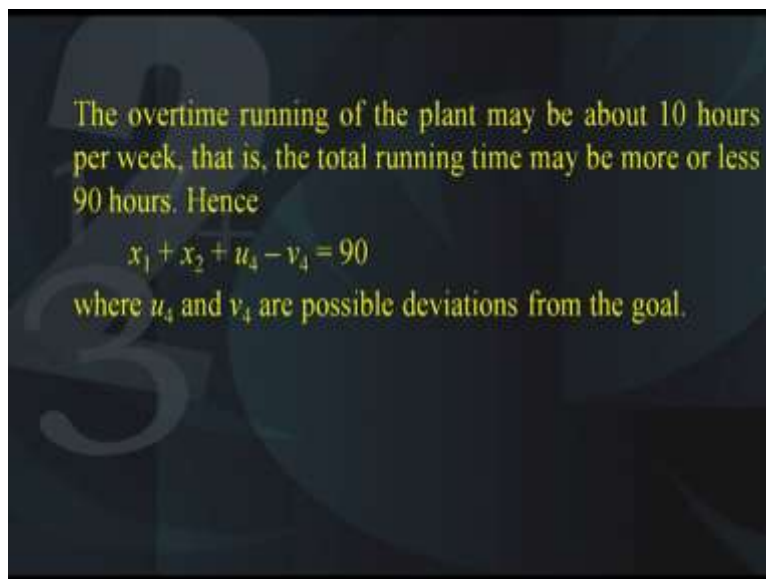 The overtime running of the plant may be about 10 hours
per week, that is, the total running time may be more or less
90 hours. Hence
x₁ + x₂ + u₄ – v₄ = 90
where u₄ and v₄ are possible deviations from the goal.